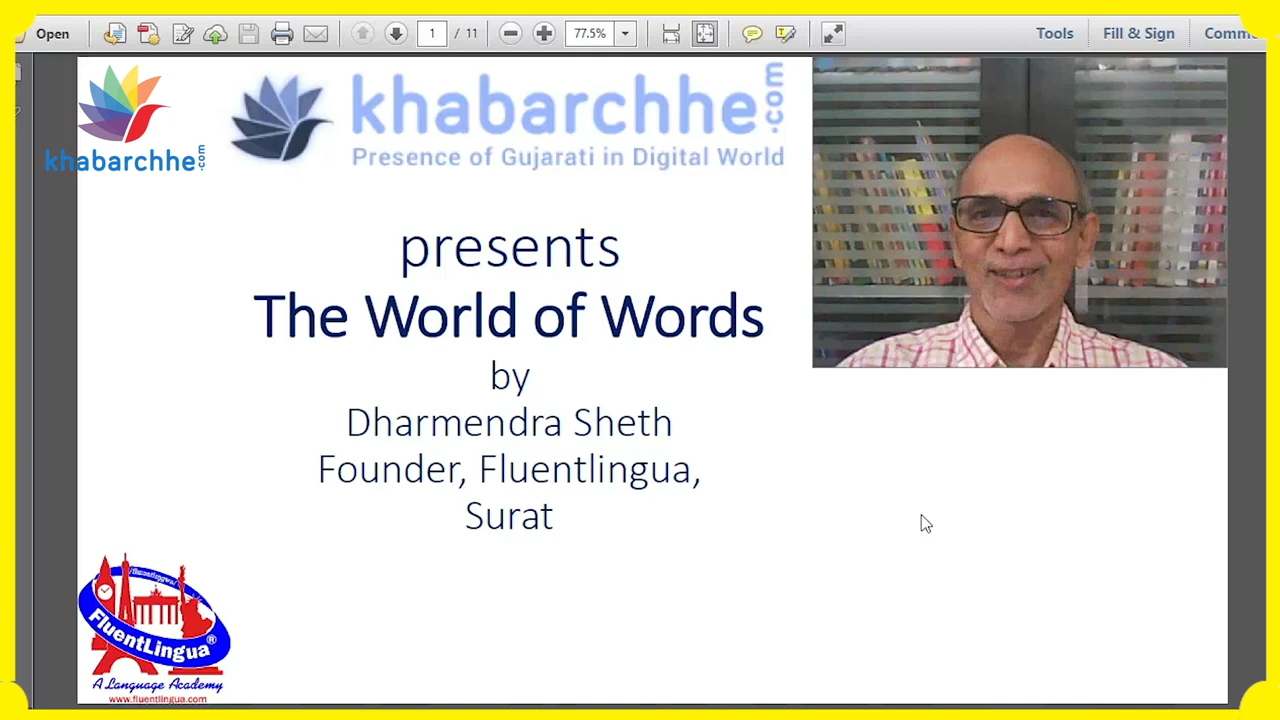 Open
1
/ 11
77.5%
Tools
Fill & Sign
Comm
khabarchhe.com
khabarchhe.com
Presence of Gujarati in Digital World
presents
The World of Words
by
Dharmendra Sheth
Founder, Fluentlingua,
Surat
FluentLingua®
A Language Academy
www.fluentlingua.com